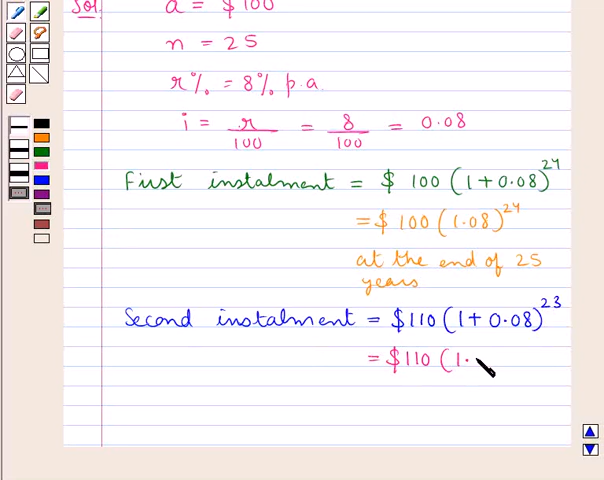 Sol. a = $100
n = 25
r% = 8% p.a.
i = r/100 = 8/100 = 0.08
First instalment = $ 100 (1+0.08)^24
= $ 100 (1.08)^24
at the end of 25
years
Second instalment = $110 (1+0.08)^23
= $110 (1.